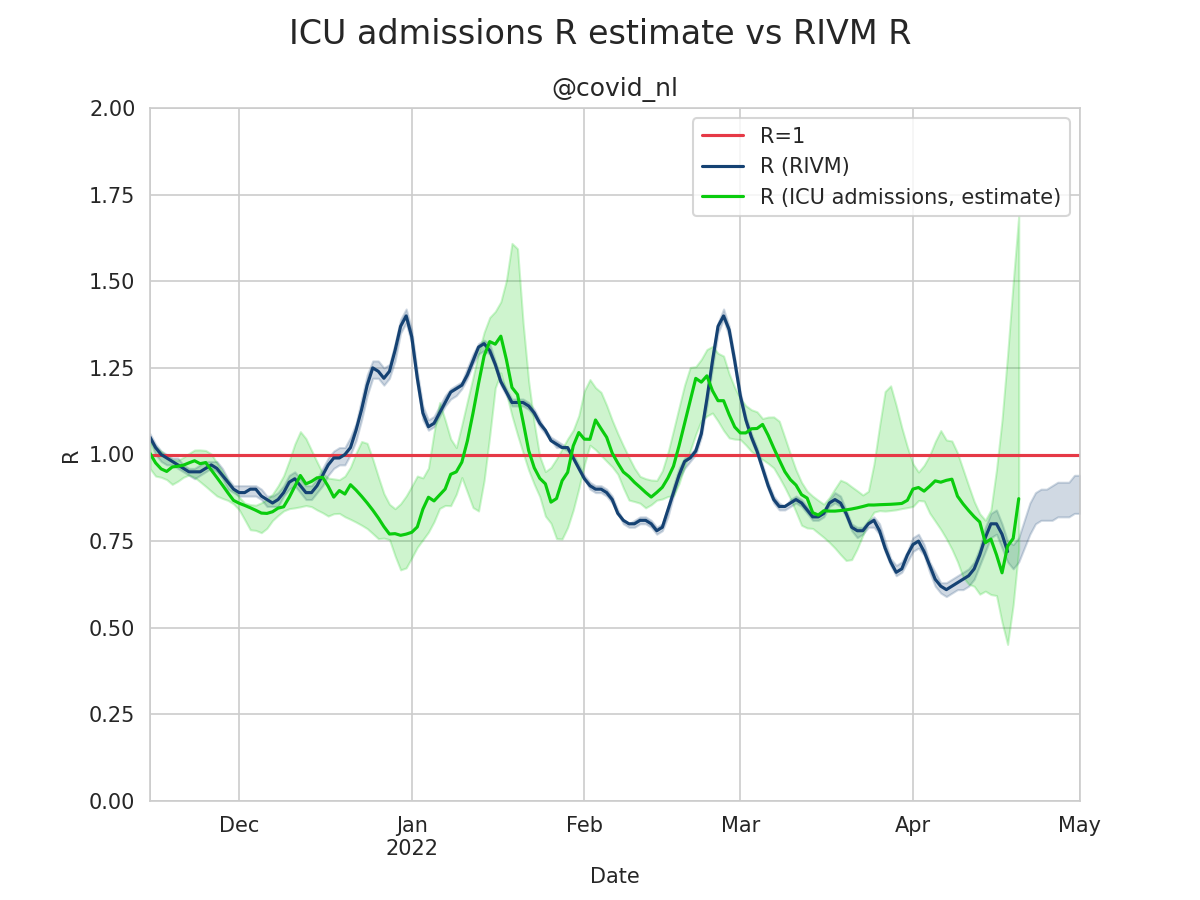 ICU admissions R estimate vs RIVM R
@covid_nl
R=1
R (RIVM)
R (ICU admissions, estimate)
2.00
1.75
1.50
1.25
1.00
0.75
0.50
0.25
0.00
R
Dec
Jan
2022
Feb
Mar
Apr
May
Date